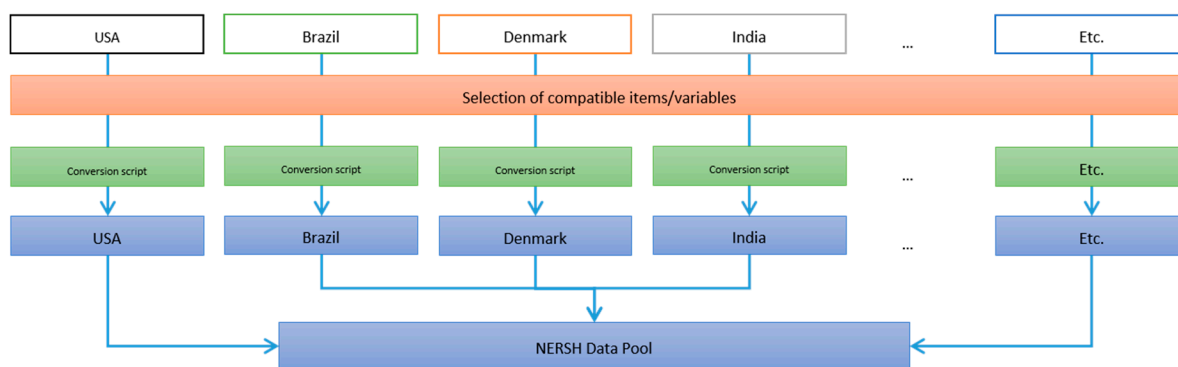 USA
Brazil
Denmark
India
...
Etc.
Selection of compatible items/variables
Conversion script
Conversion script
Conversion script
Conversion script
...
Etc.
USA
Brazil
Denmark
India
...
Etc.
NERSH Data Pool